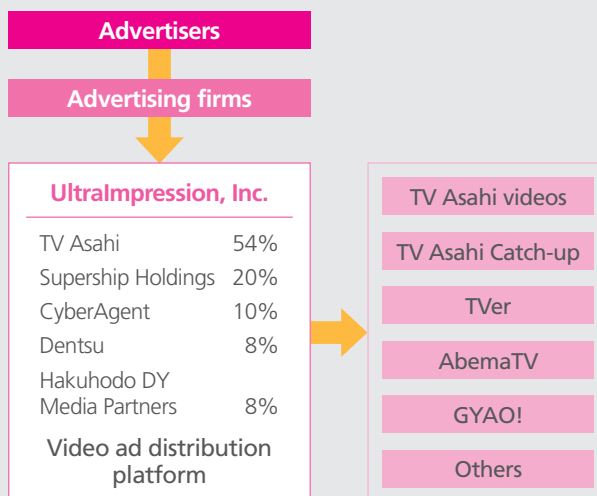 Advertisers
Advertising firms
UltraImpression, Inc.
TV Asahi 54%
Supership Holdings 20%
CyberAgent 10%
Dentsu 8%
Hakuhodo DY
Media Partners 8%
Video ad distribution
platform
TV Asahi videos
TV Asahi Catch-up
TVer
AbemaTV
GYAO!
Others